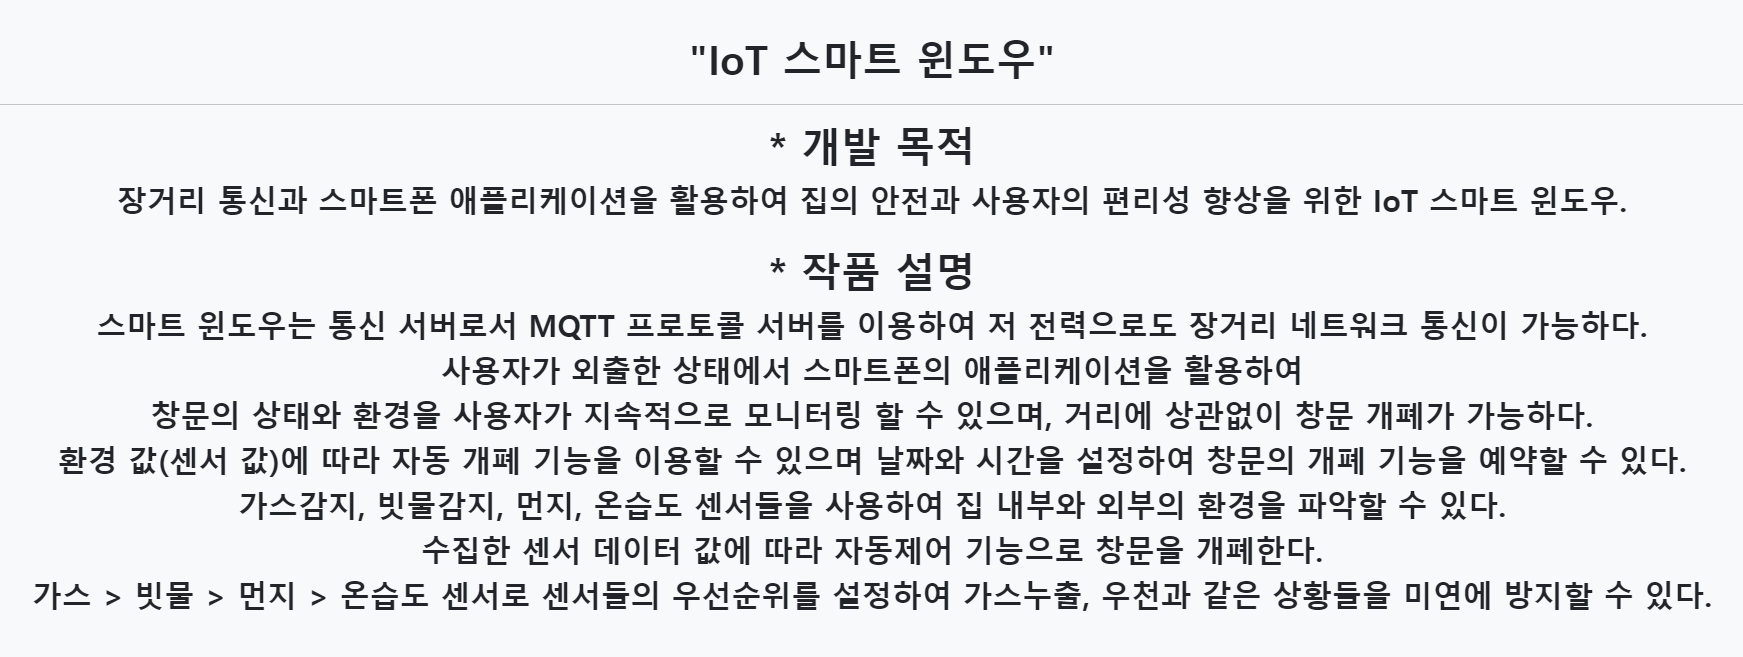 "IoT 스마트 윈도우"
* 개발 목적
장거리 통신과 스마트폰 애플리케이션을 활용하여 집의 안전과 사용자의 편리성 향상을 위한 IoT 스마트 윈도우.
* 작품 설명
스마트 윈도우는 통신 서버로서 MQTT 프로토콜 서버를 이용하여 저 전력으로도 장거리 네트워크 통신이 가능하다.
사용자가 외출한 상태에서 스마트폰의 애플리케이션을 활용하여
창문의 상태와 환경을 사용자가 지속적으로 모니터링 할 수 있으며, 거리에 상관없이 창문 개폐가 가능하다.
환경 값(센서 값)에 따라 자동 개폐 기능을 이용할 수 있으며 날짜와 시간을 설정하여 창문의 개폐 기능을 예약할 수 있다.
가스감지, 빗물감지, 먼지, 온습도 센서들을 사용하여 집 내부와 외부의 환경을 파악할 수 있다.
수집한 센서 데이터 값에 따라 자동제어 기능으로 창문을 개폐한다.
가스 > 빗물 > 먼지 > 온습도 센서로 센서들의 우선순위를 설정하여 가스누출, 우천과 같은 상황들을 미연에 방지할 수 있다.